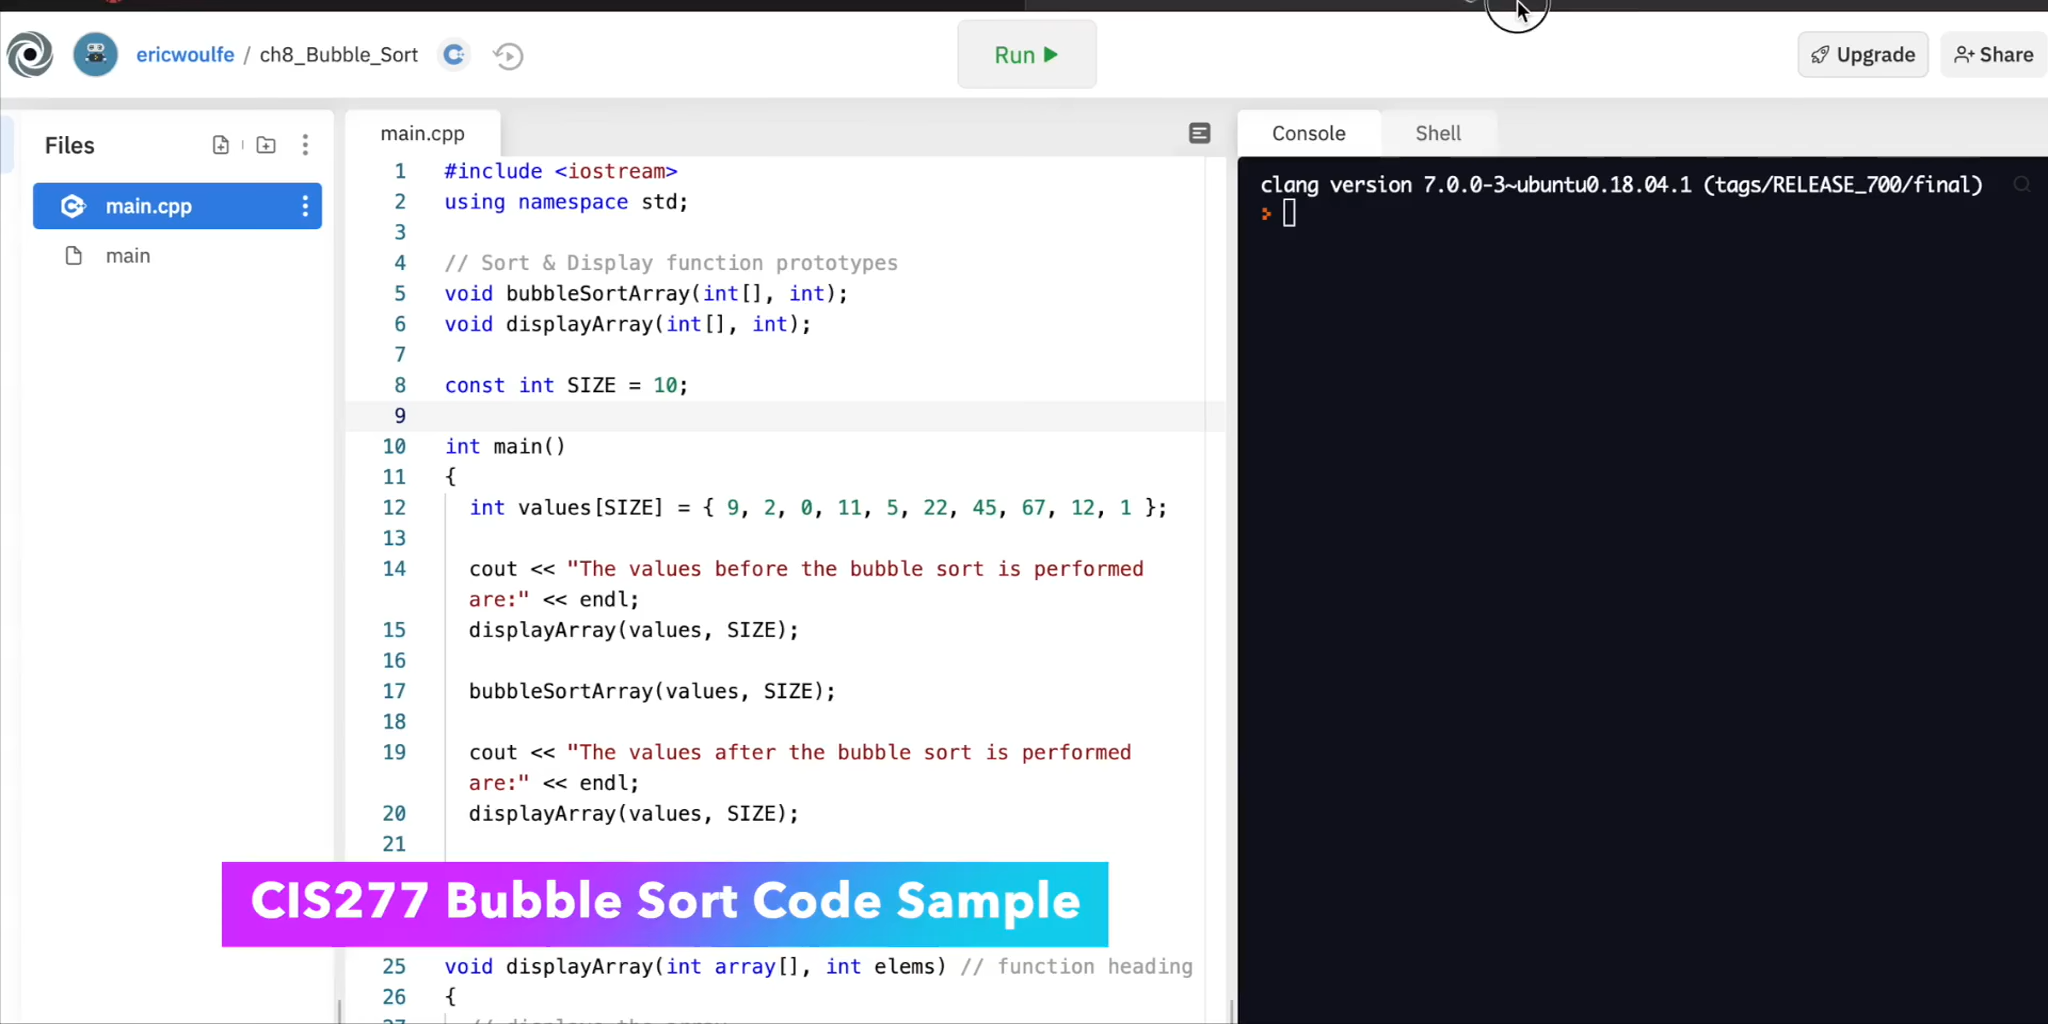 ericwoulfe / ch8_Bubble_Sort
Run
Upgrade
Share
Files
main.cpp
main
main.cpp
1 #include <iostream>
2 using namespace std;
3
4 // Sort & Display function prototypes
5 void bubbleSortArray(int[], int);
6 void displayArray(int[], int);
7
8 const int SIZE = 10;
9
10 int main()
11 {
12 int values[SIZE] = { 9, 2, 0, 11, 5, 22, 45, 67, 12, 1 };
13
14 cout << "The values before the bubble sort is performed
are:" << endl;
15 displayArray(values, SIZE);
16
17 bubbleSortArray(values, SIZE);
18
19 cout << "The values after the bubble sort is performed
are:" << endl;
20 displayArray(values, SIZE);
21
CIS277 Bubble Sort Code Sample
25 void displayArray(int array[], int elems) // function heading
26 {
Console
Shell
clang version 7.0.0-3~ubuntu0.18.04.1 (tags/RELEASE_700/final)